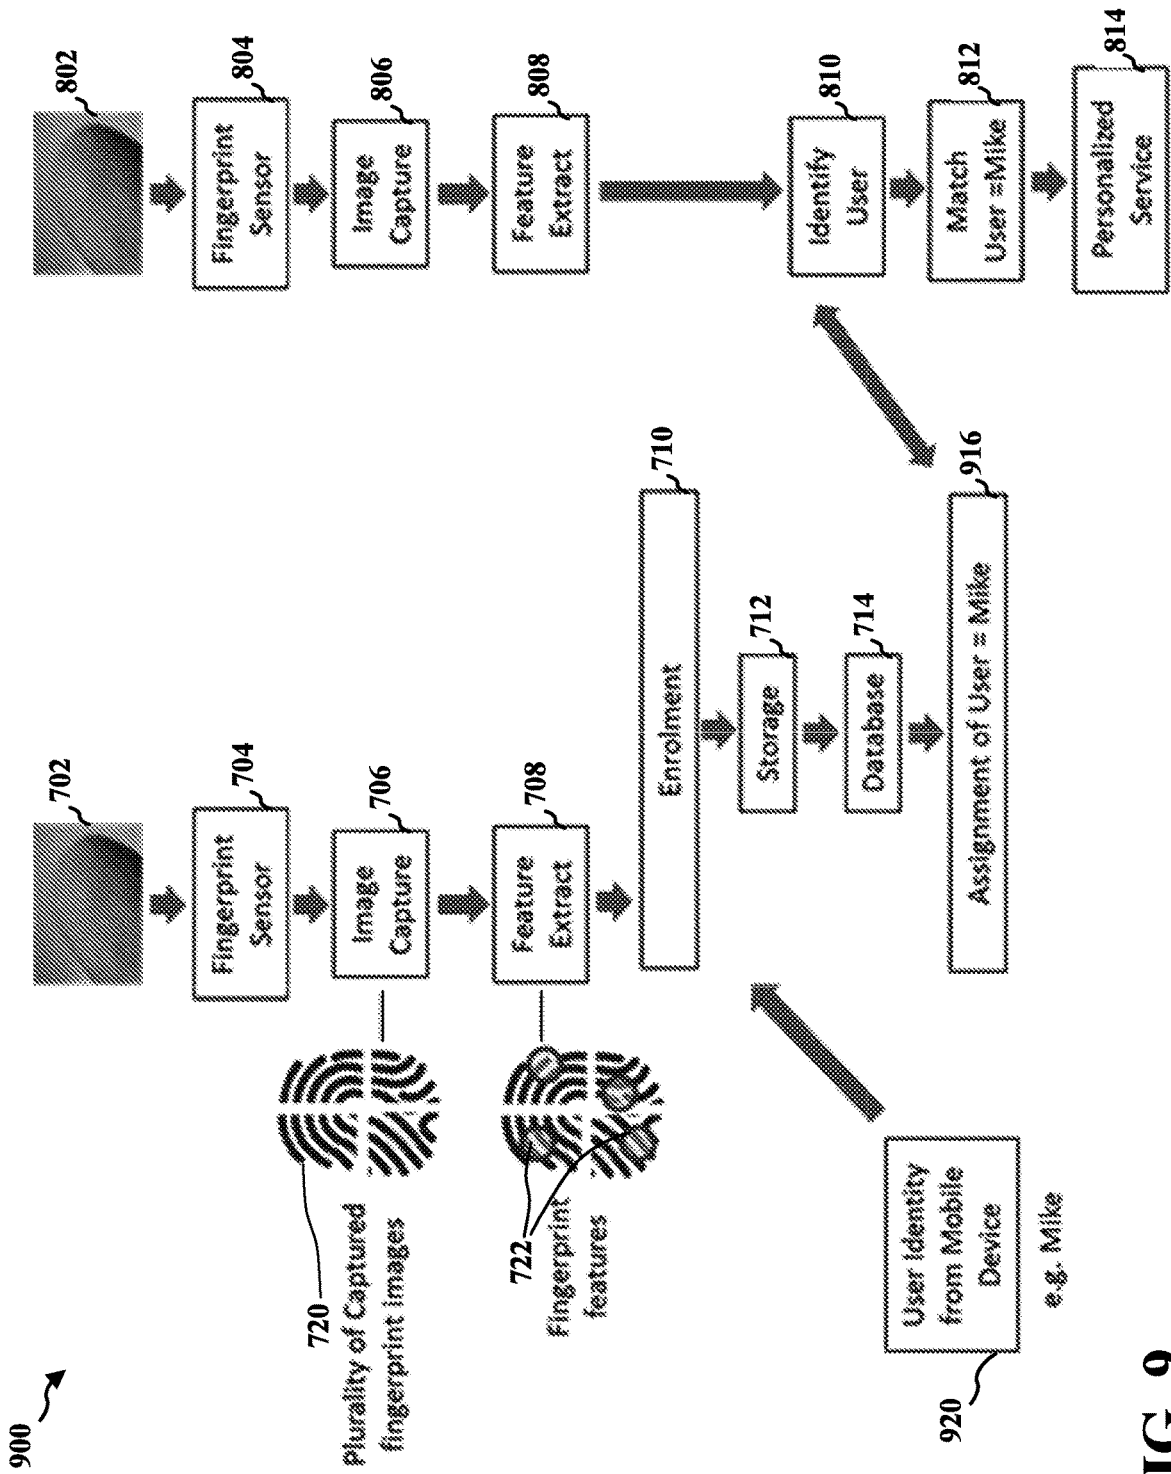 900
702
Fingerprint
Sensor
704
Image
Capture
706
720
Plurality of Captured
fingerprint images
Feature
Extract
708
722
Fingerprint
features
Enrolment
710
Storage
712
Database
714
Assignment of User = Mike
916
User Identity
from Mobile
Device
920
e.g. Mike
802
Fingerprint
Sensor
804
Image
Capture
806
Feature
Extract
808
Identify
User
810
Match
User =Mike
812
Personalized
Service
814
IG. 9